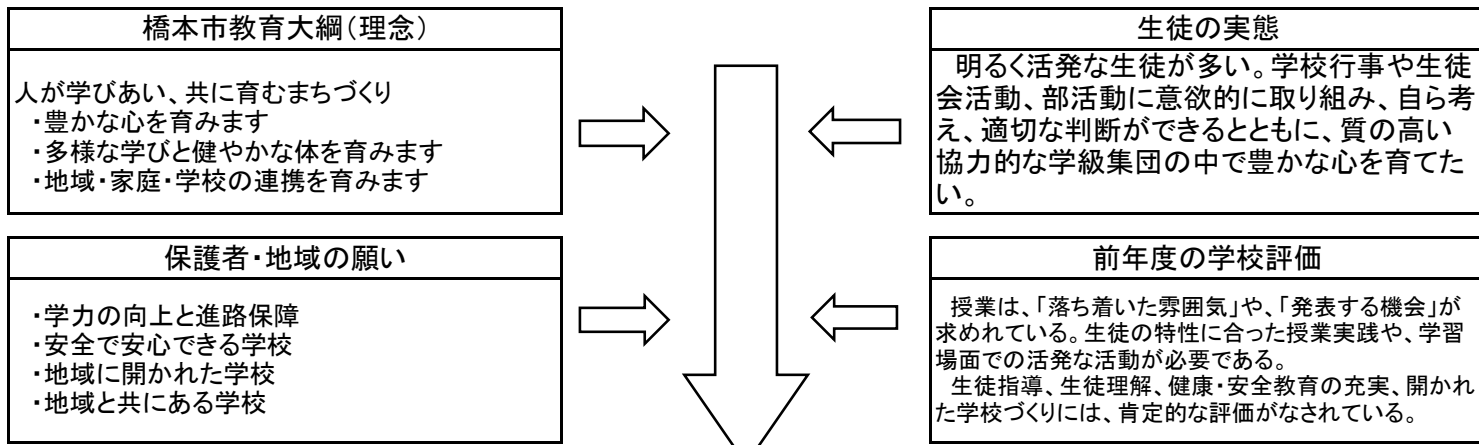 橋本市教育大綱(理念)
人が学びあい、共に育むまちづくり
・豊かな心を育みます
・多様な学びと健やかな体を育みます
・地域・家庭・学校の連携を育みます
生徒の実態
明るく活発な生徒が多い。学校行事や生徒
会活動、部活動に意欲的に取り組み、自ら考
え、適切な判断ができるとともに、質の高い
協力的な学級集団の中で豊かな心を育てた
い。
保護者・地域の願い
・学力の向上と進路保障
・安全で安心できる学校
・地域に開かれた学校
・地域と共にある学校
前年度の学校評価
授業は、「落ち着いた雰囲気」や、「発表する機会」が
求められている。生徒の特性に合った授業実践や、学習
場面での活発な活動が必要である。
生徒指導、生徒理解、健康・安全教育の充実、開かれ
た学校づくりには、肯定的な評価がなされている。